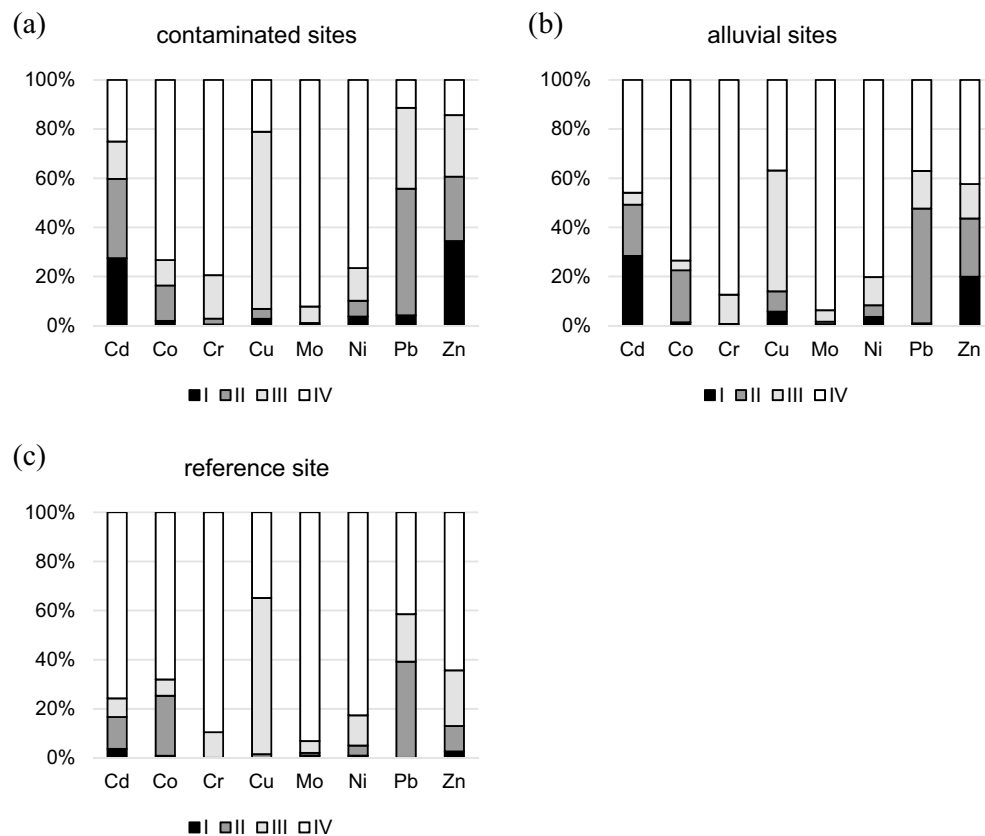 (a)
contaminated sites
100%
80%
60%
40%
20%
0%
Cd Co Cr Cu Mo Ni Pb Zn
I II III IV
(b)
alluvial sites
100%
80%
60%
40%
20%
0%
Cd Co Cr Cu Mo Ni Pb Zn
I II III IV
(c)
reference site
100%
80%
60%
40%
20%
0%
Cd Co Cr Cu Mo Ni Pb Zn
I II III IV